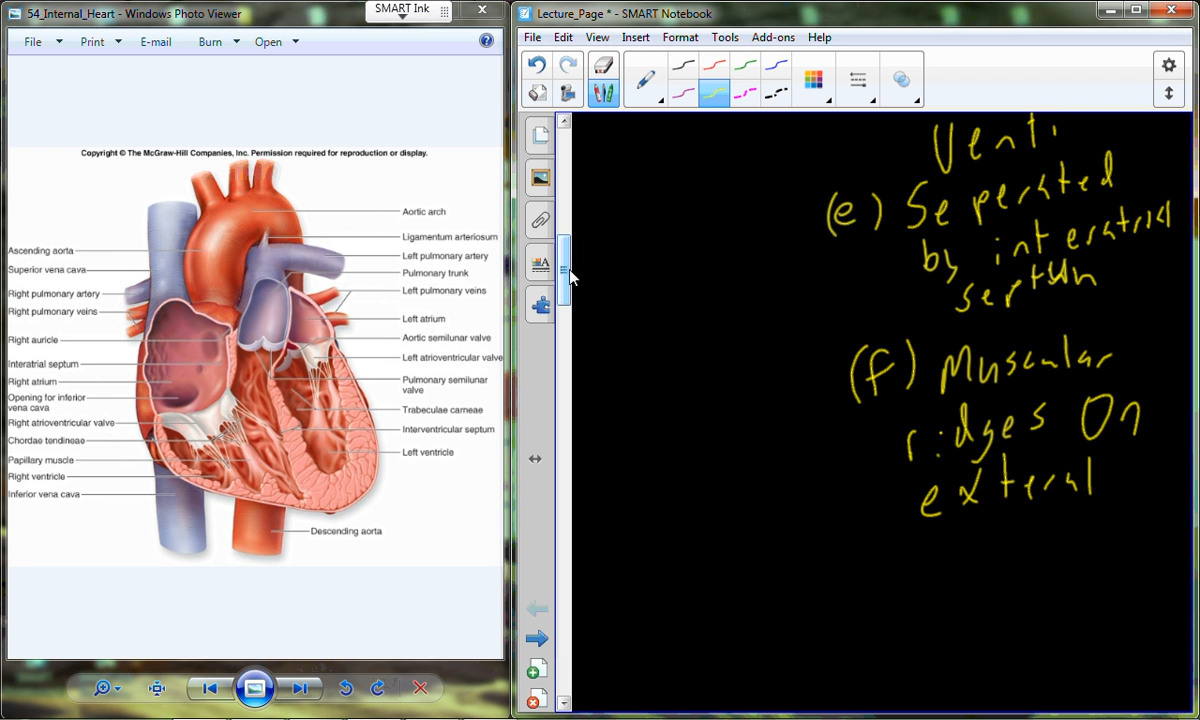 54_Internal_Heart - Windows Photo Viewer
SMART Ink
File Print E-mail Burn Open
Copyright © The McGraw-Hill Companies, Inc. Permission required for reproduction or display.
Aortic arch
Ligamentum arteriosum
Ascending aorta
Left pulmonary artery
Superior vena cava
Pulmonary trunk
Right pulmonary artery
Left pulmonary veins
Right pulmonary veins
Left atrium
Right auricle
Aortic semilunar valve
Interatrial septum
Left atrioventricular valve
Right atrium
Pulmonary semilunar
valve
Opening for inferior
vena cava
Trabeculae carneae
Right atrioventricular valve
Interventricular septum
Chordae tendineae
Left ventricle
Papillary muscle
Right ventricle
Inferior vena cava
Descending aorta
Lecture_Page * - SMART Notebook
File Edit View Insert Format Tools Add-ons Help
Venti
(e) Seperated
by interatrial
septum
(f) Muscular
ridges On
exteral